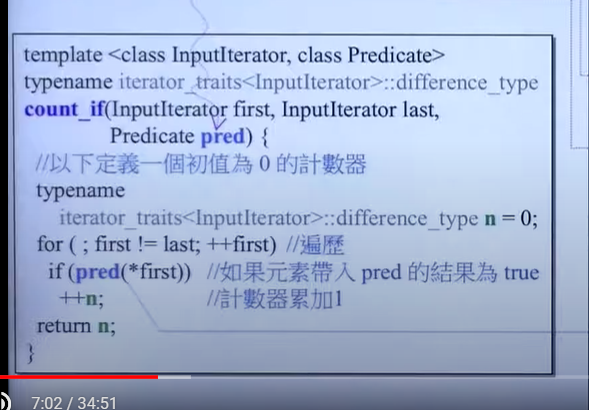 template <class InputIterator, class Predicate>
typename iterator_traits<InputIterator>::difference_type
count_if(InputIterator first, InputIterator last,
Predicate pred) {
//以下定義一個初值為 0 的計數器
typename
iterator_traits<InputIterator>::difference_type n = 0;
for ( ; first != last; ++first) //遍歷
if (pred(*first)) //如果元素帶入 pred 的結果為 true
++n; //計數器累加1
return n;
}
7:02 / 34:51